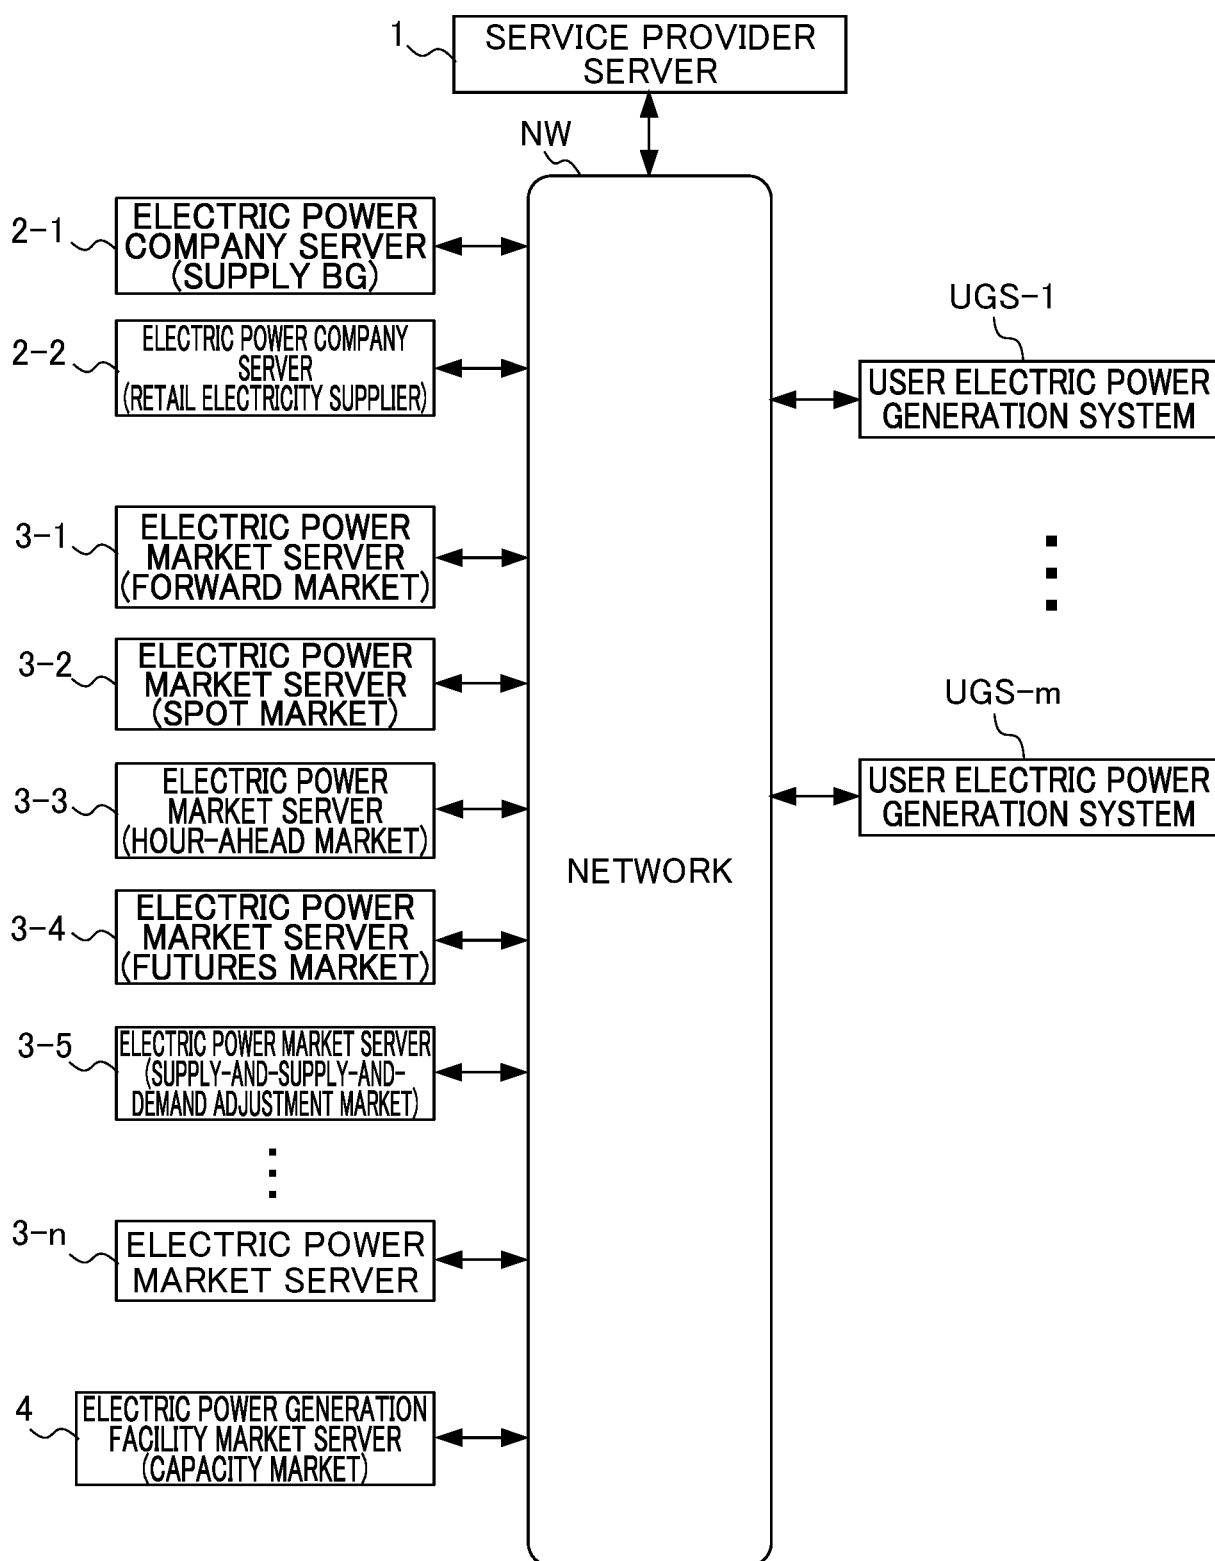 1
SERVICE PROVIDER
SERVER
NW
2-1
ELECTRIC POWER
COMPANY SERVER
(SUPPLY BG)
2-2
ELECTRIC POWER COMPANY
SERVER
(RETAIL ELECTRICITY SUPPLIER)
3-1
ELECTRIC POWER
MARKET SERVER
(FORWARD MARKET)
3-2
ELECTRIC POWER
MARKET SERVER
(SPOT MARKET)
3-3
ELECTRIC POWER
MARKET SERVER
(HOUR-AHEAD MARKET)
3-4
ELECTRIC POWER
MARKET SERVER
(FUTURES MARKET)
3-5
ELECTRIC POWER MARKET SERVER
(SUPPLY-AND-SUPPLY-AND-
DEMAND ADJUSTMENT MARKET)
3-n
ELECTRIC POWER
MARKET SERVER
4
ELECTRIC POWER GENERATION
FACILITY MARKET SERVER
(CAPACITY MARKET)
NETWORK
UGS-1
USER ELECTRIC POWER
GENERATION SYSTEM
UGS-m
USER ELECTRIC POWER
GENERATION SYSTEM